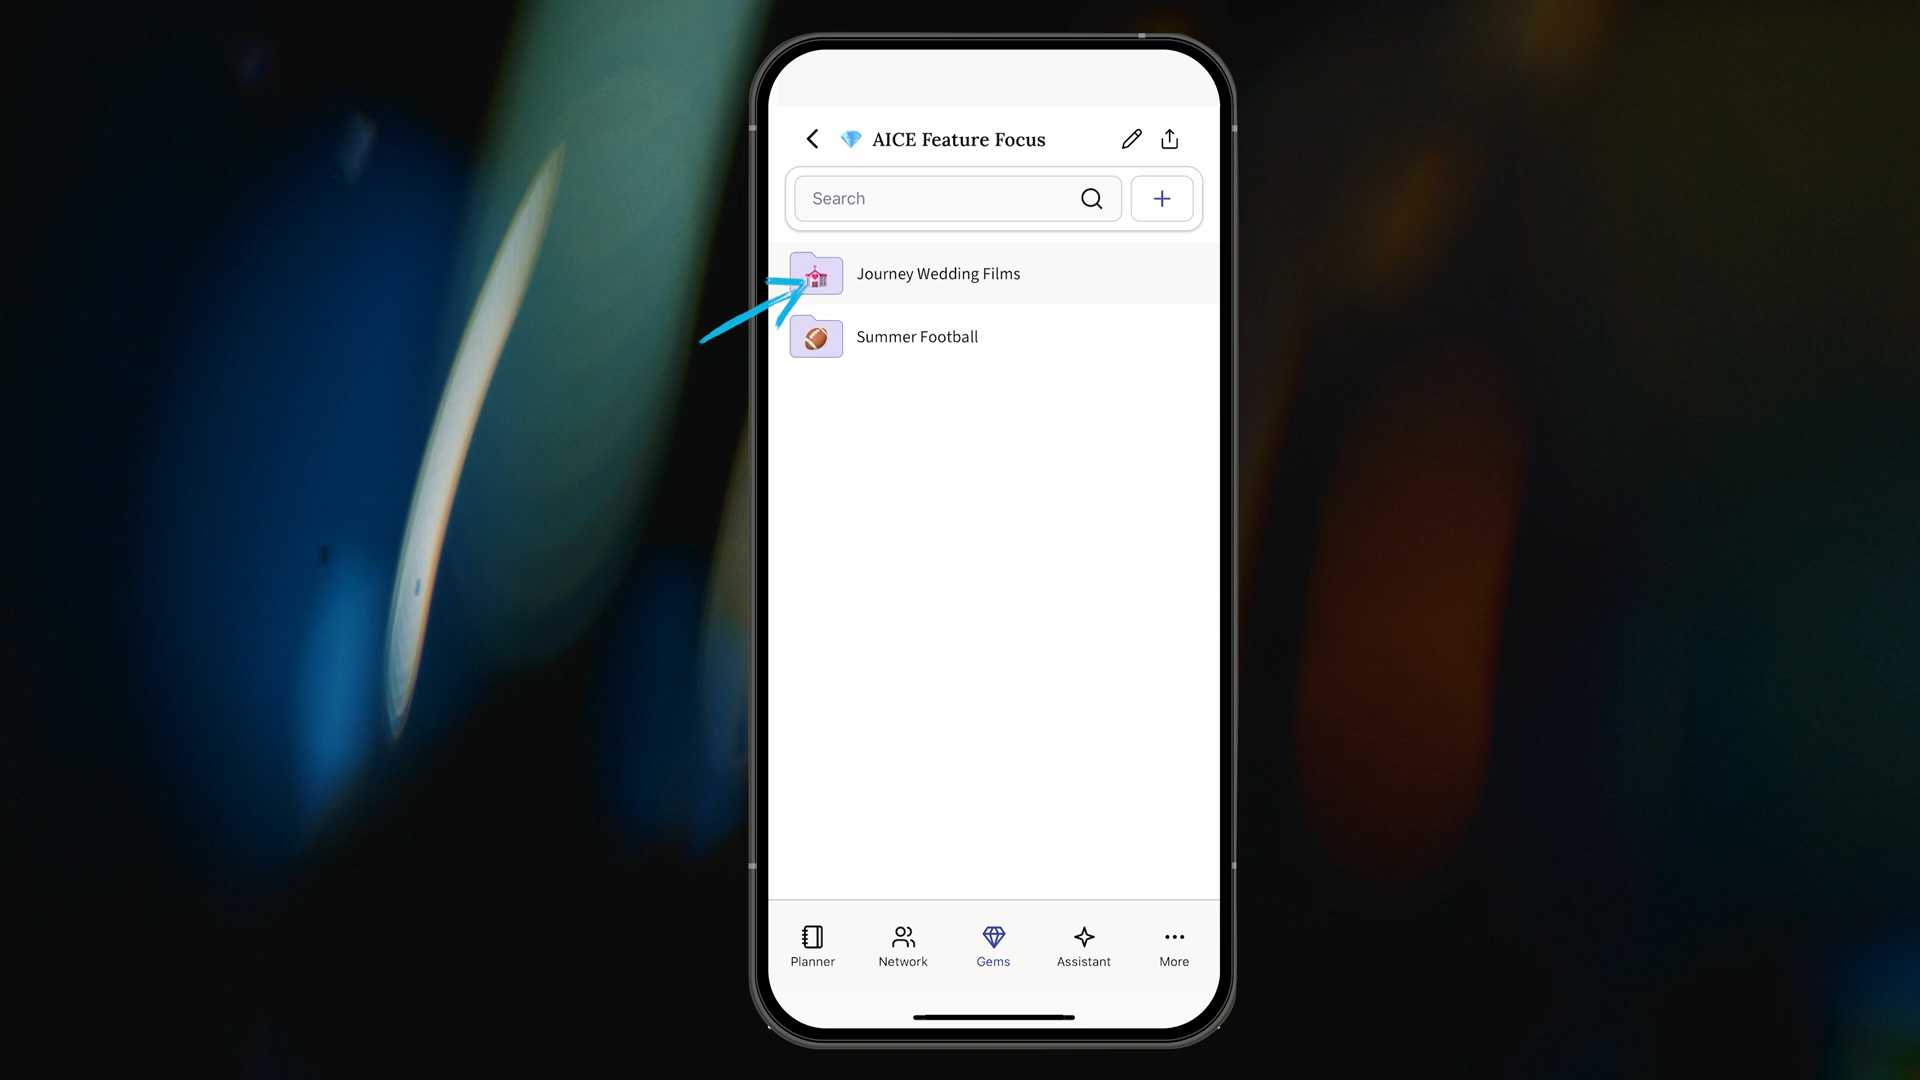 AICE Feature Focus
Search
Journey Wedding Films
Summer Football
Planner
Network
Gems
Assistant
More